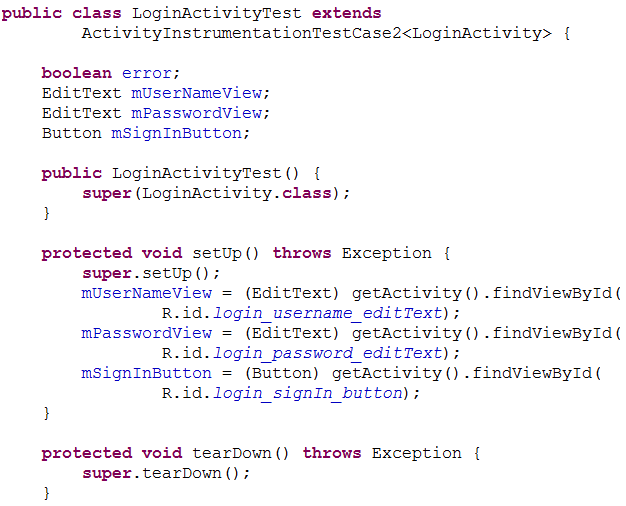 public class LoginActivityTest extends
        ActivityInstrumentationTestCase2<LoginActivity> {

    boolean error;
    EditText mUserNameView;
    EditText mPasswordView;
    Button mSignInButton;

    public LoginActivityTest() {
        super(LoginActivity.class);
    }

    protected void setUp() throws Exception {
        super.setUp();
        mUserNameView = (EditText) getActivity().findViewById(
                R.id.login_username_editText);
        mPasswordView = (EditText) getActivity().findViewById(
                R.id.login_password_editText);
        mSignInButton = (Button) getActivity().findViewById(
                R.id.login_signIn_button);
    }

    protected void tearDown() throws Exception {
        super.tearDown();
    }